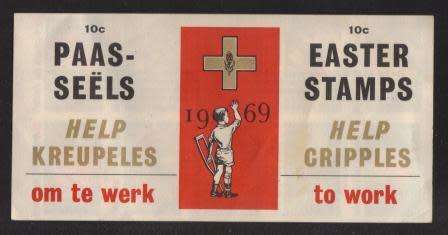 10c
PAAS-
SEËLS
HELP
KREUPELES
om te werk
1969
10c
EASTER
STAMPS
HELP
CRIPPLES
to work